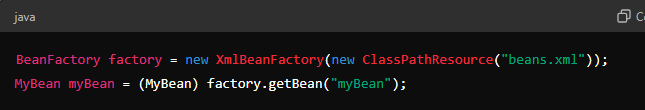 java
Co
BeanFactory factory = new XmlBeanFactory(new ClassPathResource("beans.xml"));
MyBean myBean = (MyBean) factory.getBean("myBean");